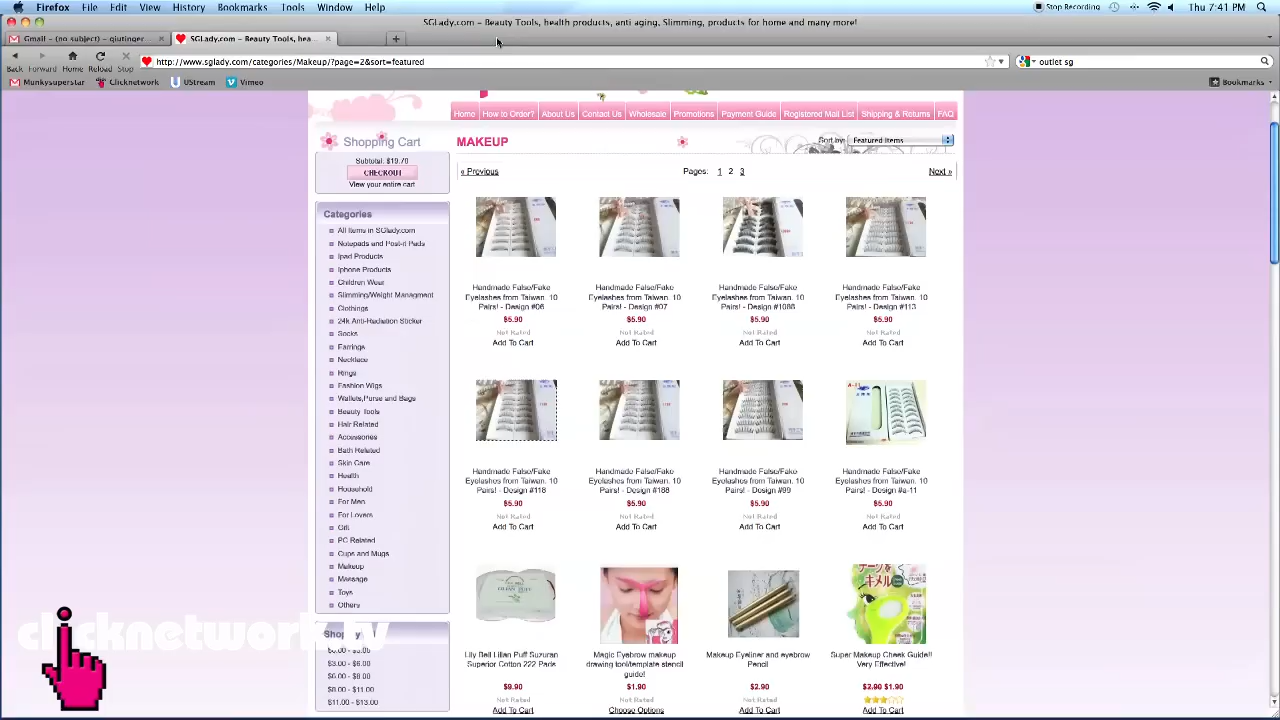 Firefox File Edit View History Bookmarks Tools Window Help
Stop Recording Thu 7:41 PM
SGLady.com – Beauty Tools, health products, anti aging, Slimming, products for home and many more!
Gmail – (no subject) – qiutinger...
SGLady.com – Beauty Tools, hea...
Back Forward Home Reload Stop
http://www.sglady.com/categories/Makeup/?page=2&sort=featured
outlet sg
Munkysuperstar Clicknetwork UStream Vimeo Bookmarks
Home How to Order? About Us Contact Us Wholesale Promotions Payment Guide Registered Mail List Shipping & Returns FAQ
Shopping Cart
Subtotal: $19.70
CHECKOUT
View your entire cart
Categories
All Items in SGlady.com
Notepads and Post-it Pads
Ipad Products
Iphone Products
Children Wear
Slimming/Weight Managment
Clothings
24k Anti-Radiation Sticker
Socks
Earrings
Necklace
Rings
Fashion Wigs
Wallets,Purse and Bags
Beauty Tools
Hair Related
Accessories
Bath Related
Skin Care
Health
Household
For Men
For Lovers
Gift
PC Related
Cups and Mugs
Makeup
Massage
Toys
Others
Shop by
$3.00 - $6.00
$6.00 - $8.00
$8.00 - $11.00
$11.00 - $13.00
clicknetwork.tv
MAKEUP
Sort by: Featured Items
« Previous Pages: 1 2 3 Next »
Handmade False/Fake Eyelashes from Taiwan. 10 Pairs! - Design #06
$5.90
Not Rated
Add To Cart
Handmade False/Fake Eyelashes from Taiwan. 10 Pairs! - Design #07
$5.90
Not Rated
Add To Cart
Handmade False/Fake Eyelashes from Taiwan. 10 Pairs! - Design #1088
$5.90
Not Rated
Add To Cart
Handmade False/Fake Eyelashes from Taiwan. 10 Pairs! - Design #113
$5.90
Not Rated
Add To Cart
Handmade False/Fake Eyelashes from Taiwan. 10 Pairs! - Design #118
$5.90
Not Rated
Add To Cart
Handmade False/Fake Eyelashes from Taiwan. 10 Pairs! - Design #188
$5.90
Not Rated
Add To Cart
Handmade False/Fake Eyelashes from Taiwan. 10 Pairs! - Design #99
$5.90
Not Rated
Add To Cart
A-11
Handmade False/Fake Eyelashes from Taiwan. 10 Pairs! - Design #a-11
$5.90
Not Rated
Add To Cart
Lily Bell Lilian Puff Suzuran Superior Cotton 222 Parts
$9.90
Not Rated
Add To Cart
Magic Eyebrow makeup drawing tool/template stencil guide!
$1.90
Not Rated
Choose Options
Makeup Eyeliner and eyebrow Pencil
$2.90
Not Rated
Add To Cart
Super Makeup Cheek Guide!! Very Effective!
$2.90 $1.90
Add To Cart